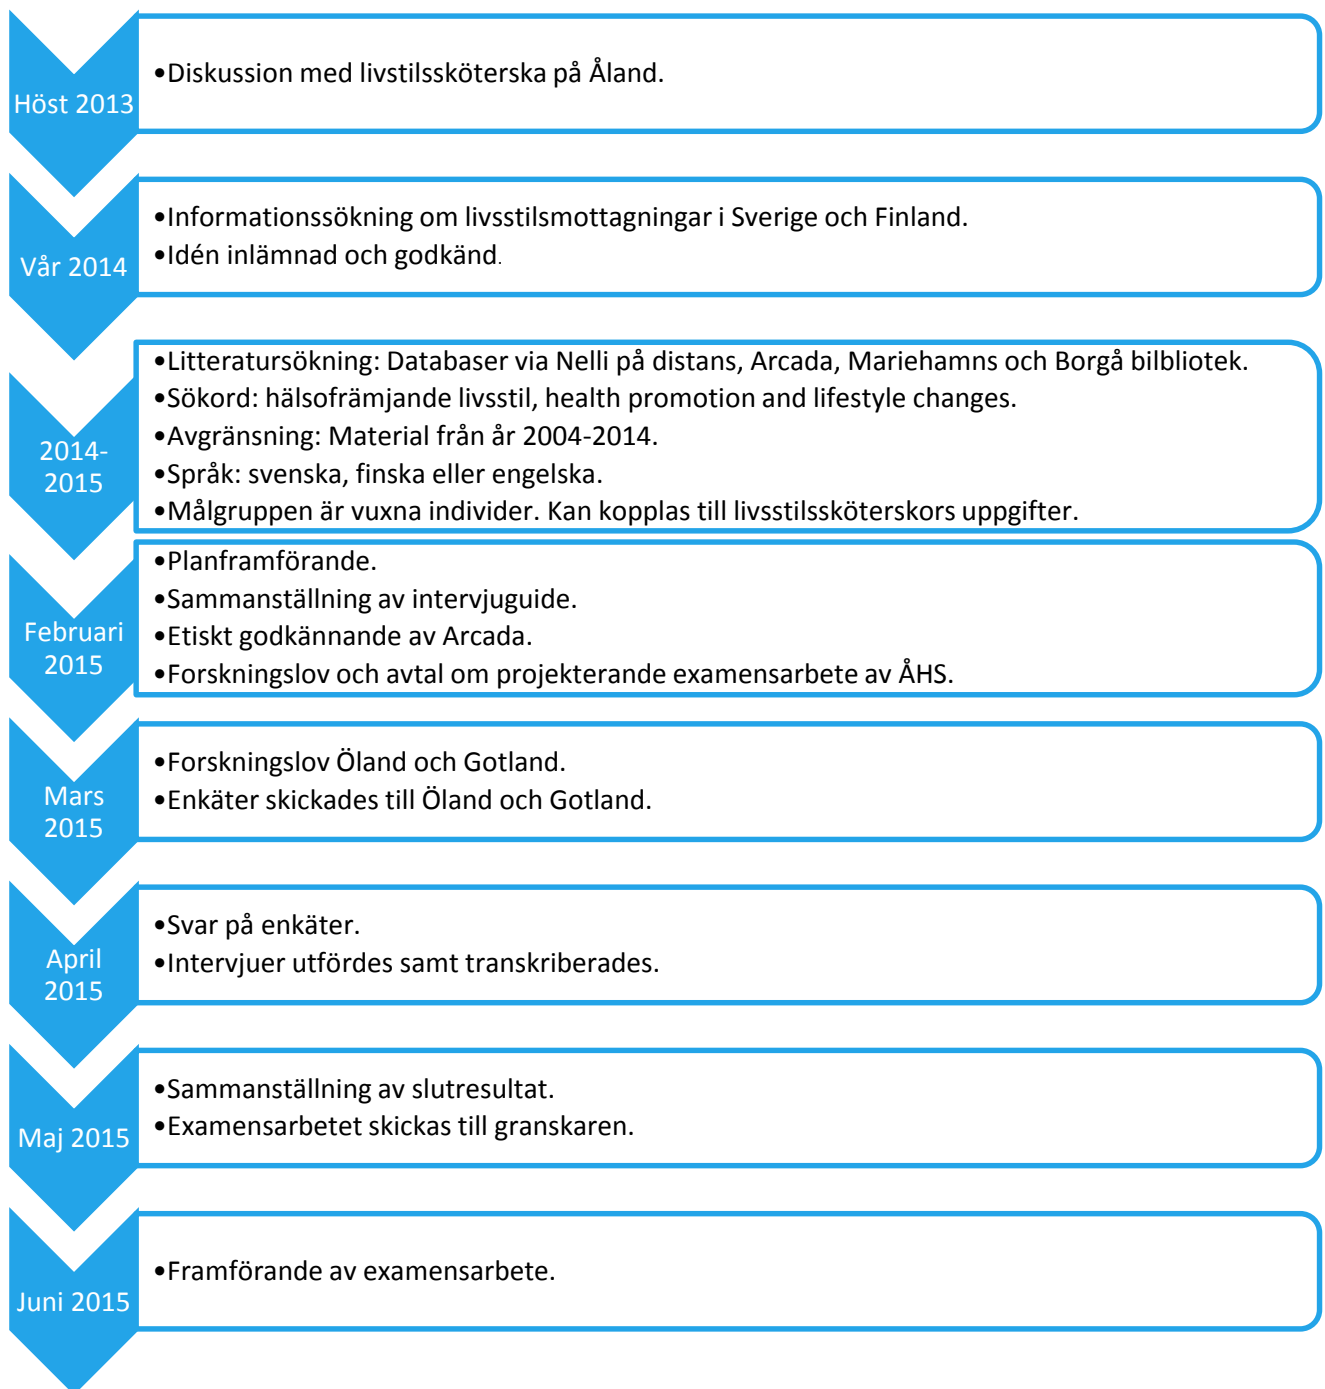 Höst 2013
•Diskussion med livstilssköterska på Åland.
Vår 2014
•Informationssökning om livsstilsmottagningar i Sverige och Finland.
•Idén inlämnad och godkänd.
2014-
2015
•Litteratursökning: Databaser via Nelli på distans, Arcada, Mariehamns och Borgå bilbliotek.
•Sökord: hälsofrämjande livsstil, health promotion and lifestyle changes.
•Avgränsning: Material från år 2004-2014.
•Språk: svenska, finska eller engelska.
•Målgruppen är vuxna individer. Kan kopplas till livsstilssköterskors uppgifter.
Februari
2015
•Planframförande.
•Sammanställning av intervjuguide.
•Etiskt godkännande av Arcada.
•Forskningslov och avtal om projekterande examensarbete av ÅHS.
Mars
2015
•Forskningslov Öland och Gotland.
•Enkäter skickades till Öland och Gotland.
April
2015
•Svar på enkäter.
•Intervjuer utfördes samt transkriberades.
Maj 2015
•Sammanställning av slutresultat.
•Examensarbetet skickas till granskaren.
Juni 2015
•Framförande av examensarbete.